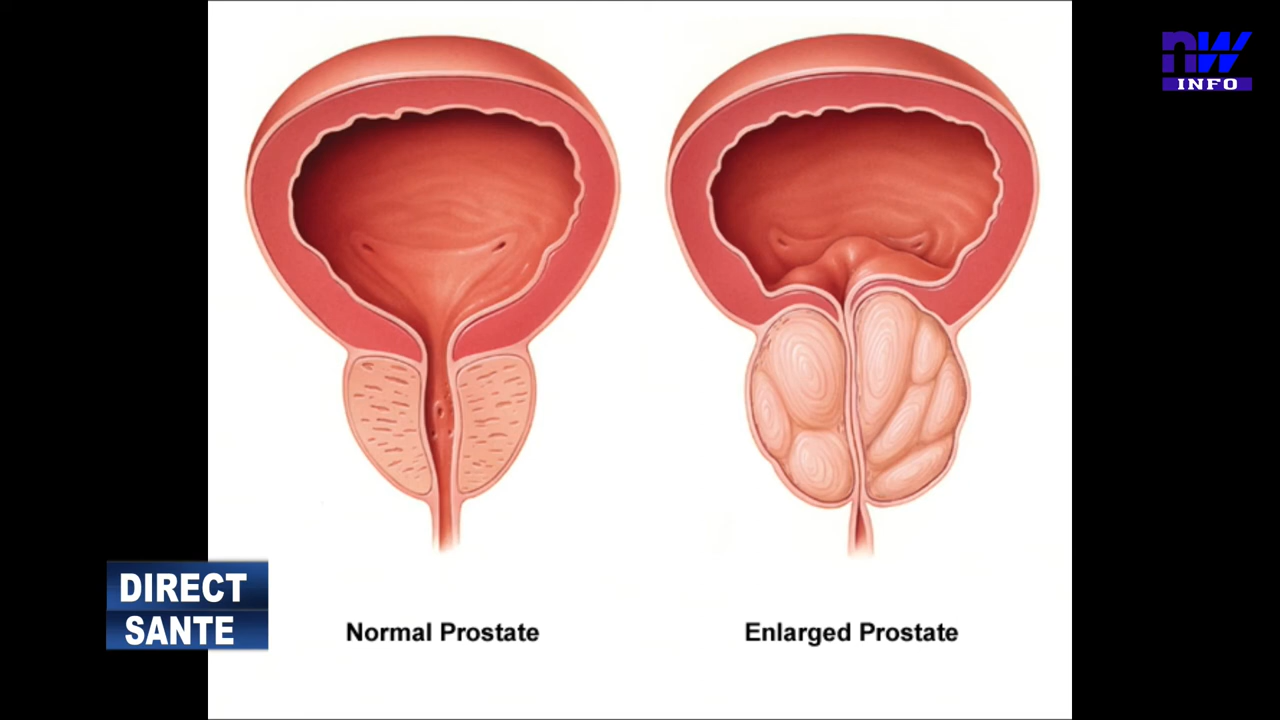 nw
INFO
DIRECT
SANTE
Normal Prostate
Enlarged Prostate